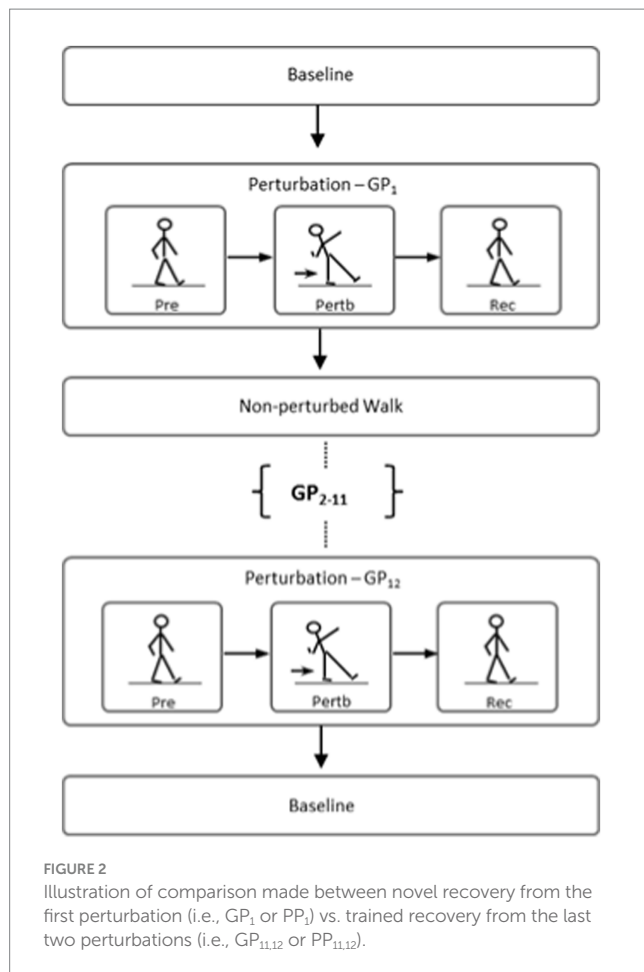 Baseline
Perturbation – GP₁
Pre Pertb Rec
Non-perturbed Walk
{ GP₂₋₁₁ }
Perturbation – GP₁₂
Pre Pertb Rec
Baseline
FIGURE 2
Illustration of comparison made between novel recovery from the
first perturbation (i.e., GP₁ or PP₁) vs. trained recovery from the last
two perturbations (i.e., GP₁₁,₁₂ or PP₁₁,₁₂).